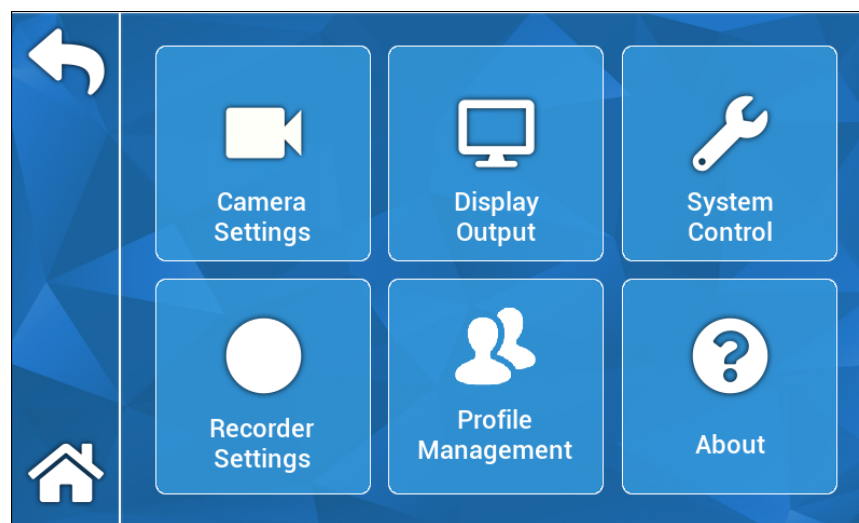 Camera
Settings
Display
Output
System
Control
Recorder
Settings
Profile
Management
About